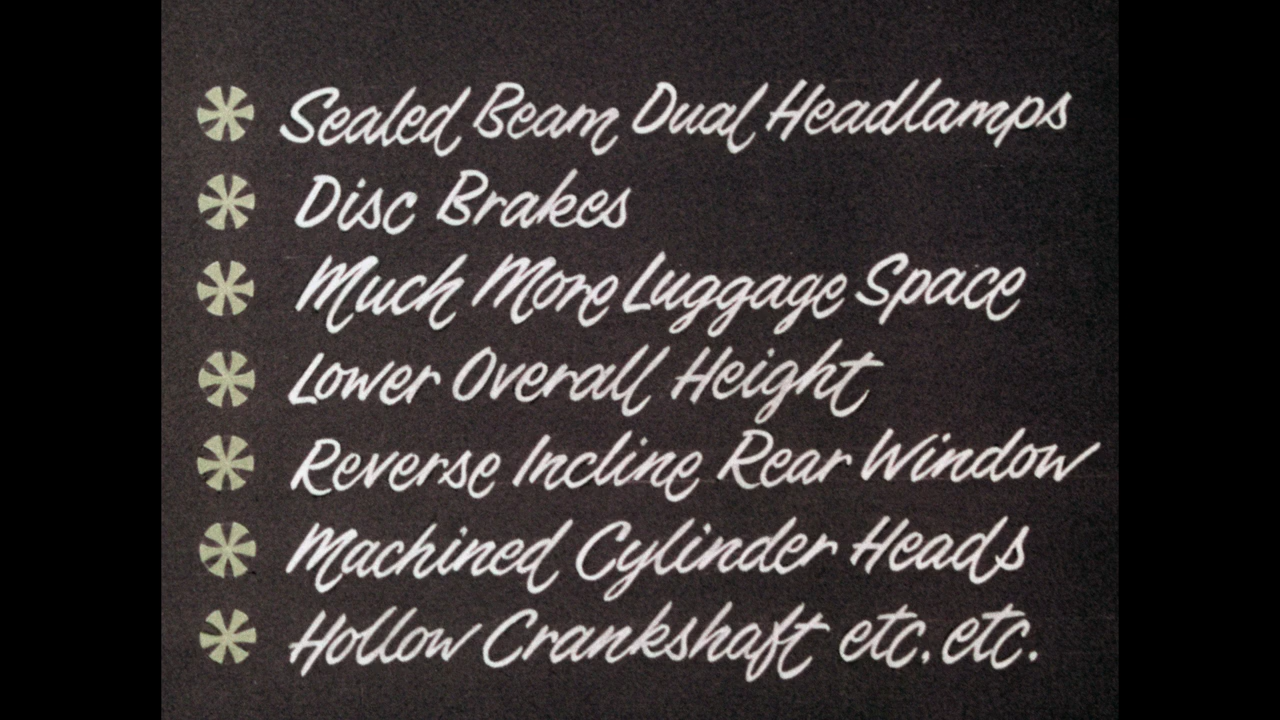 Sealed Beam Dual Headlamps
Disc Brakes
Much More Luggage Space
Lower Overall Height
Reverse Incline Rear Window
Machined Cylinder Heads
Hollow Crankshaft etc. etc.